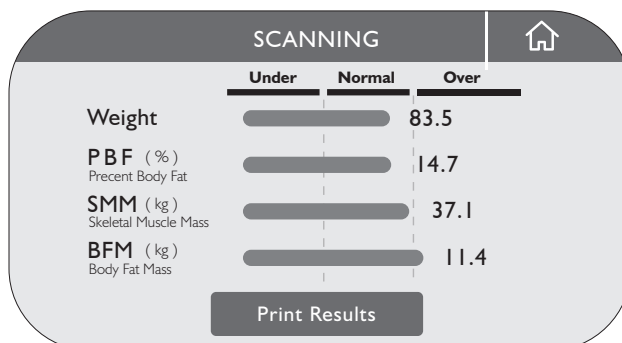 SCANNING
Under Normal Over
Weight 83.5
PBF (%) 14.7
Precent Body Fat
SMM (kg) 37.1
Skeletal Muscle Mass
BFM (kg) 11.4
Body Fat Mass
Print Results